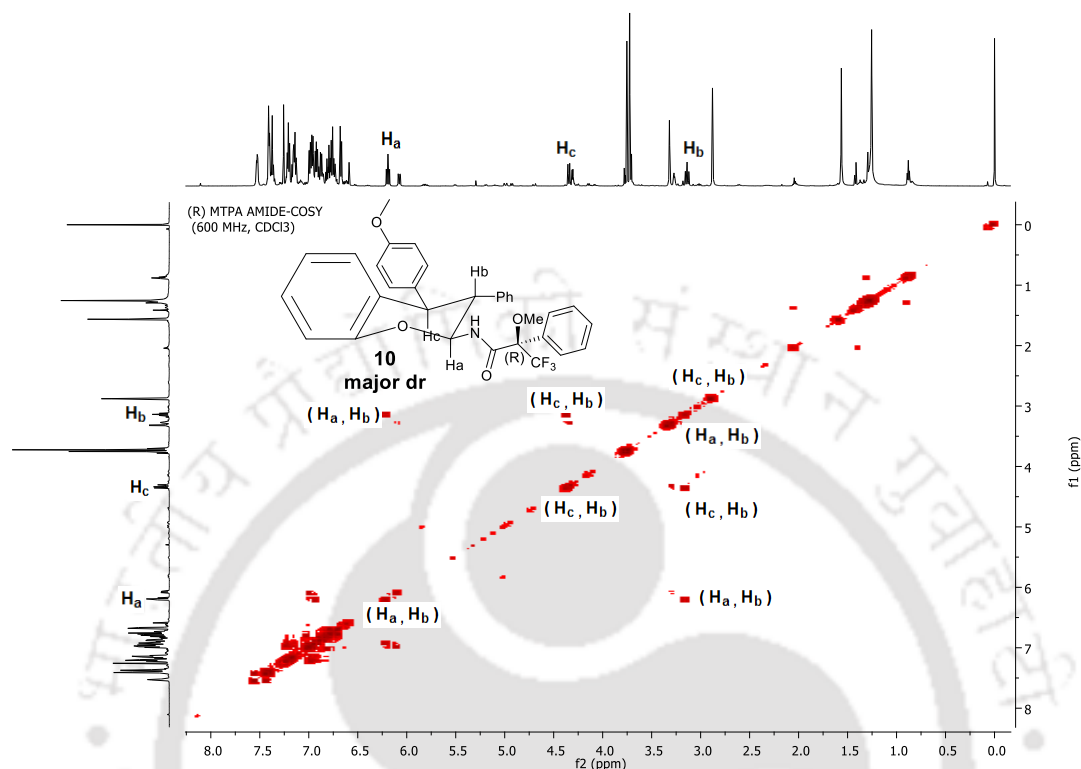 Ha
Hc
Hb
(R) MTPA AMIDE-COSY
(600 MHz, CDCl3)
O
Hb
Ph
O
Hc
H
N
OMe
(R)
CF3
O
Ha
10
major dr
Hb
Hc
Ha
(Ha, Hb)
(Hc, Hb)
(Hc, Hb)
(Ha, Hb)
(Hc, Hb)
(Hc, Hb)
(Ha, Hb)
(Ha, Hb)
0
1
2
3
4
5
6
7
8
f1 (ppm)
8.0 7.5 7.0 6.5 6.0 5.5 5.0 4.5 4.0 3.5 3.0 2.5 2.0 1.5 1.0 0.5 0.0
f2 (ppm)